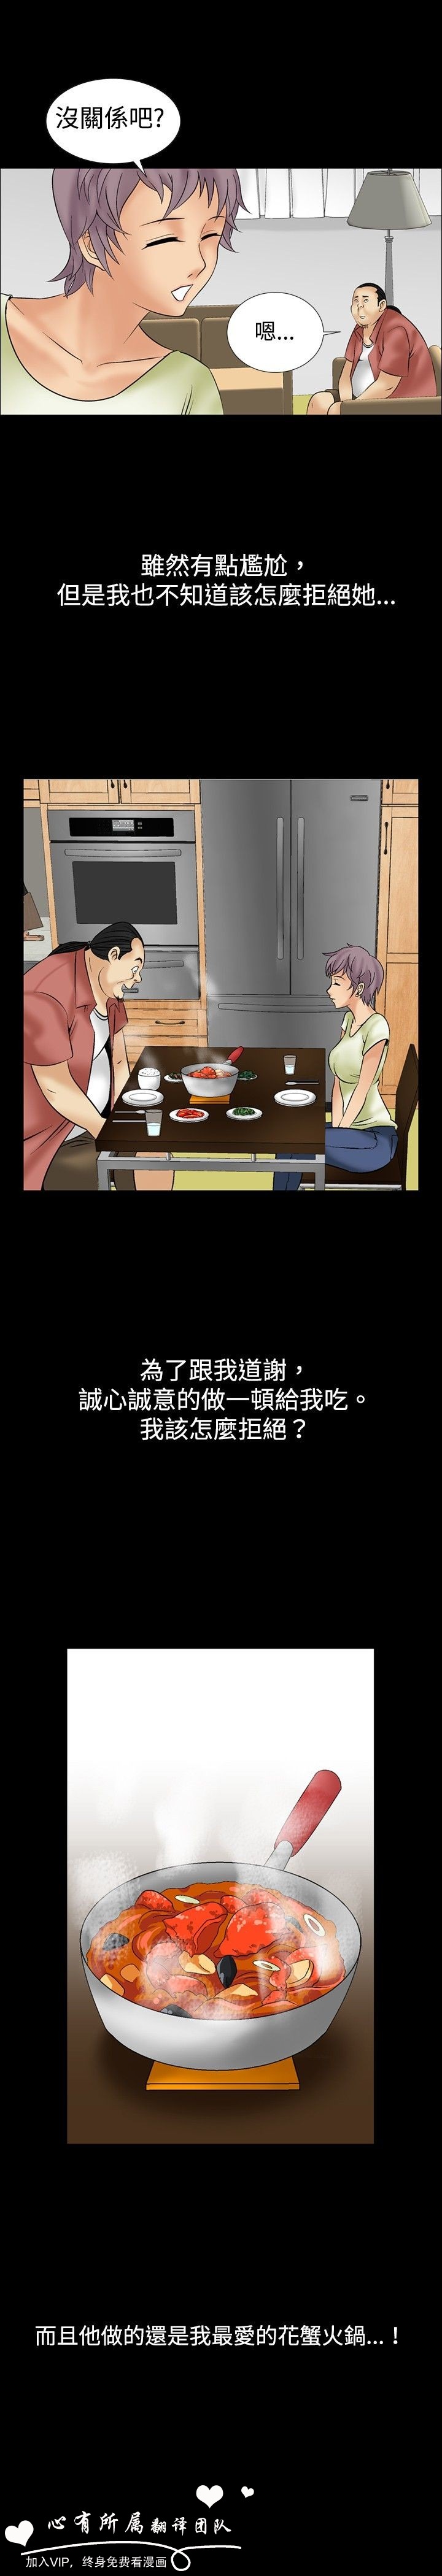 沒關係吧?
嗯...
雖然有點尷尬，
但是我也不知道該怎麼拒絕她...
為了跟我道謝，
誠心誠意的做一頓給我吃。
我該怎麼拒絕？
而且他做的還是我最愛的花蟹火鍋...！
心有所属翻译团队
加入VIP，终身免费看漫画